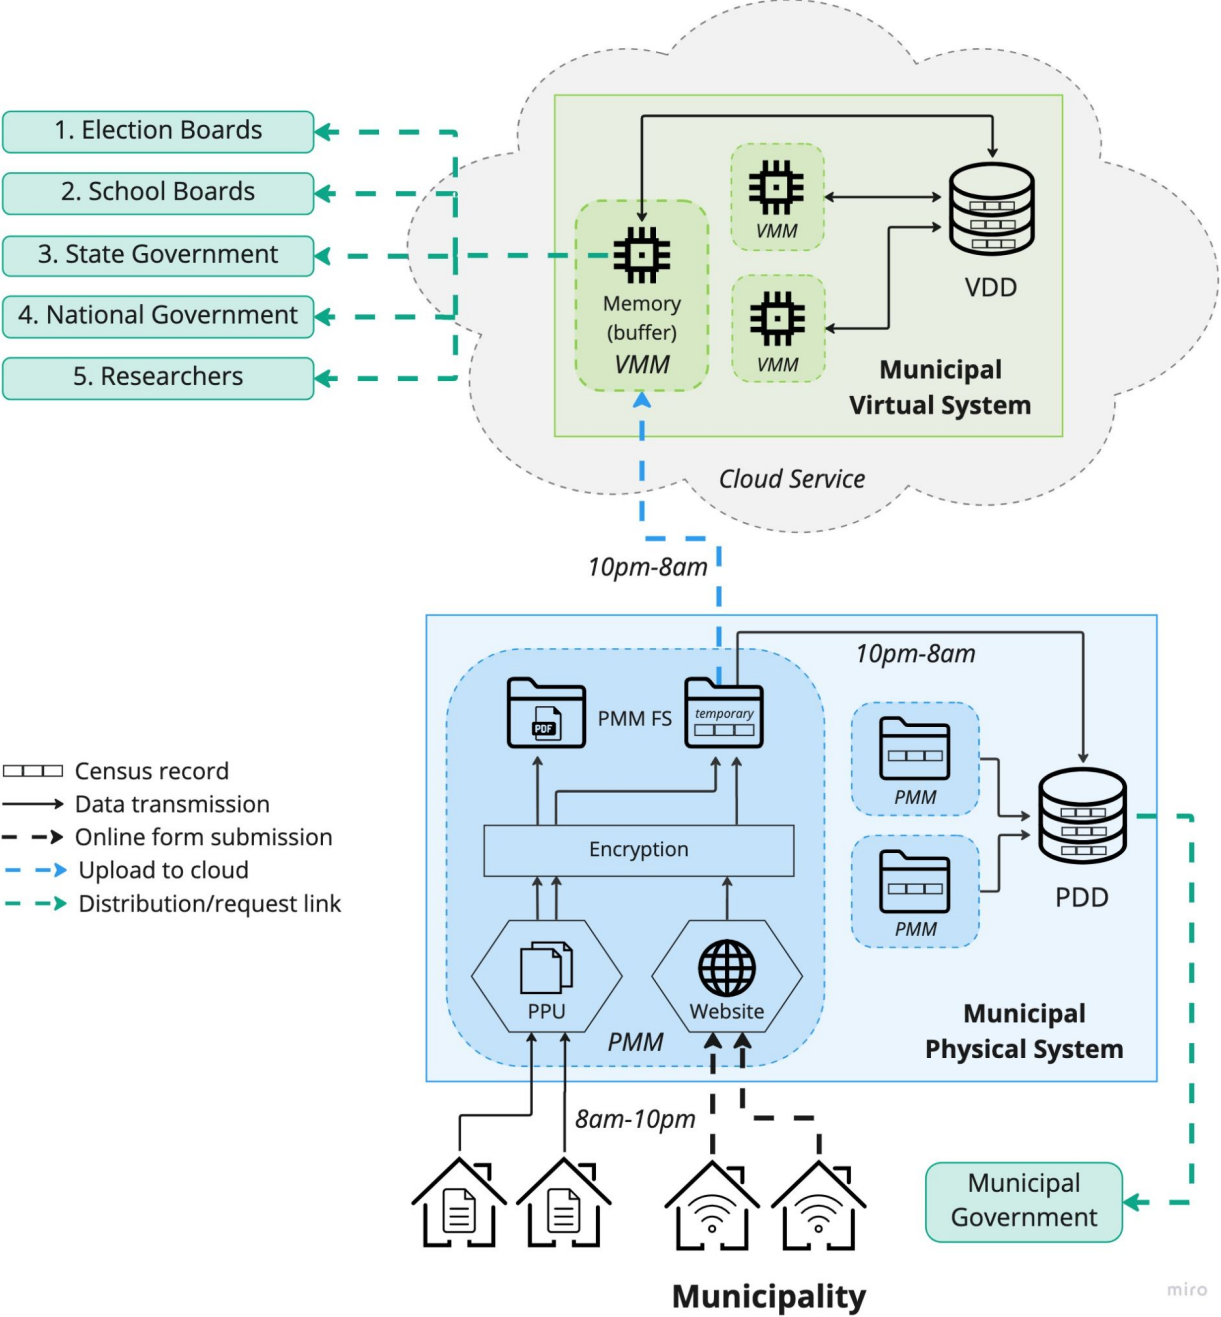 1. Election Boards
2. School Boards
3. State Government
4. National Government
5. Researchers
VMM
Memory
(buffer)
VMM
VMM
VDD
Municipal
Virtual System
Cloud Service
10pm-8am
10pm-8am
PDF
PMM FS
temporary
PMM
PMM
Encryption
PDD
PPU
Website
PMM
Municipal
Physical System
Census record
Data transmission
Online form submission
Upload to cloud
Distribution/request link
8am-10pm
Municipal
Government
Municipality
miro